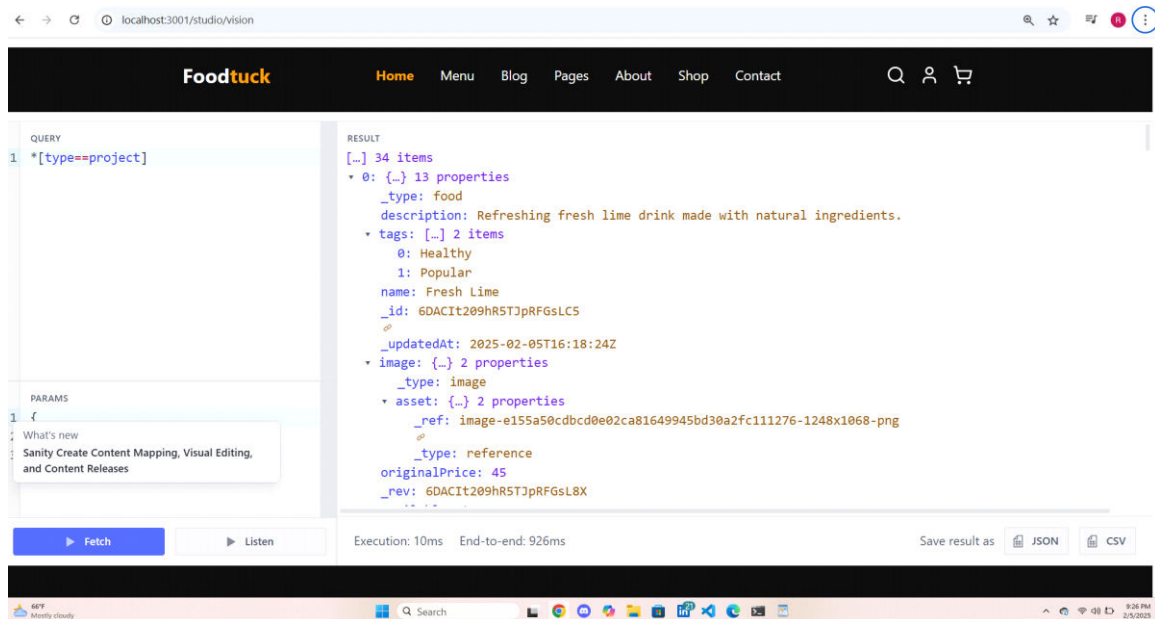 localhost:3001/studio/vision
R
Foodtuck
Home Menu Blog Pages About Shop Contact
QUERY
1 *[type==project]
PARAMS
1 {
What's new
Sanity Create Content Mapping, Visual Editing,
and Content Releases
Fetch
Listen
RESULT
[…] 34 items
0: {…} 13 properties
_type: food
description: Refreshing fresh lime drink made with natural ingredients.
tags: […] 2 items
0: Healthy
1: Popular
name: Fresh Lime
_id: 6DACIt209hR5TJpRFGsLC5
_updatedAt: 2025-02-05T16:18:24Z
image: {…} 2 properties
_type: image
asset: {…} 2 properties
_ref: image-e155a50cdbcd0e02ca81649945bd30a2fc111276-1248x1068-png
_type: reference
originalPrice: 45
_rev: 6DACIt209hR5TJpRFGsL8X
Execution: 10ms End-to-end: 926ms
Save result as JSON CSV
66°F
Mostly cloudy
Search
9:26 PM
2/5/2025